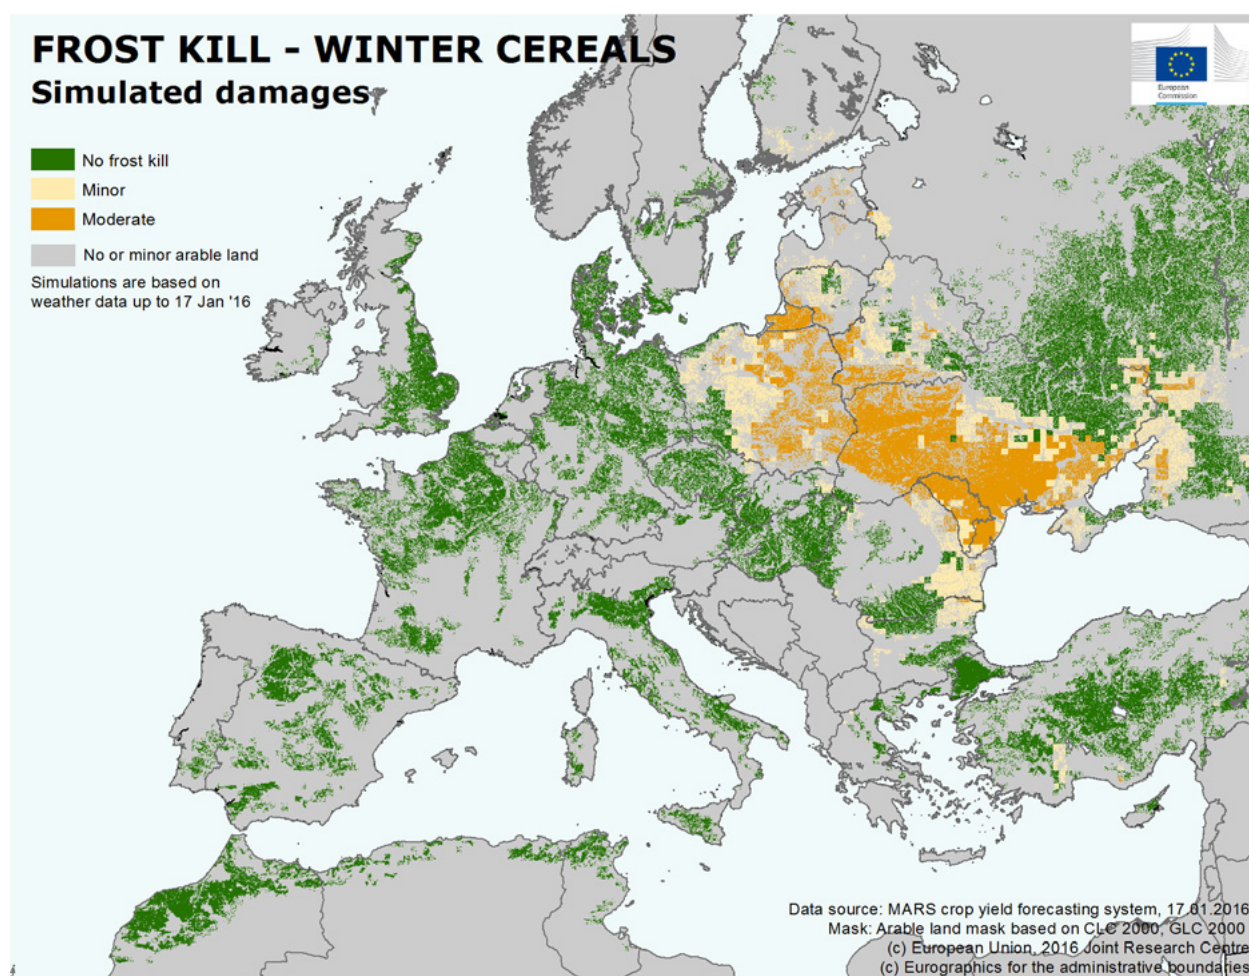 FROST KILL - WINTER CEREALS
Simulated damages
European
Commission
No frost kill
Minor
Moderate
No or minor arable land
Simulations are based on
weather data up to 17 Jan '16
Data source: MARS crop yield forecasting system, 17.01.2016
Mask: Arable land mask based on CLC 2000, GLC 2000
(c) European Union, 2016 Joint Research Centre
(c) Eurographics for the administrative boundaries